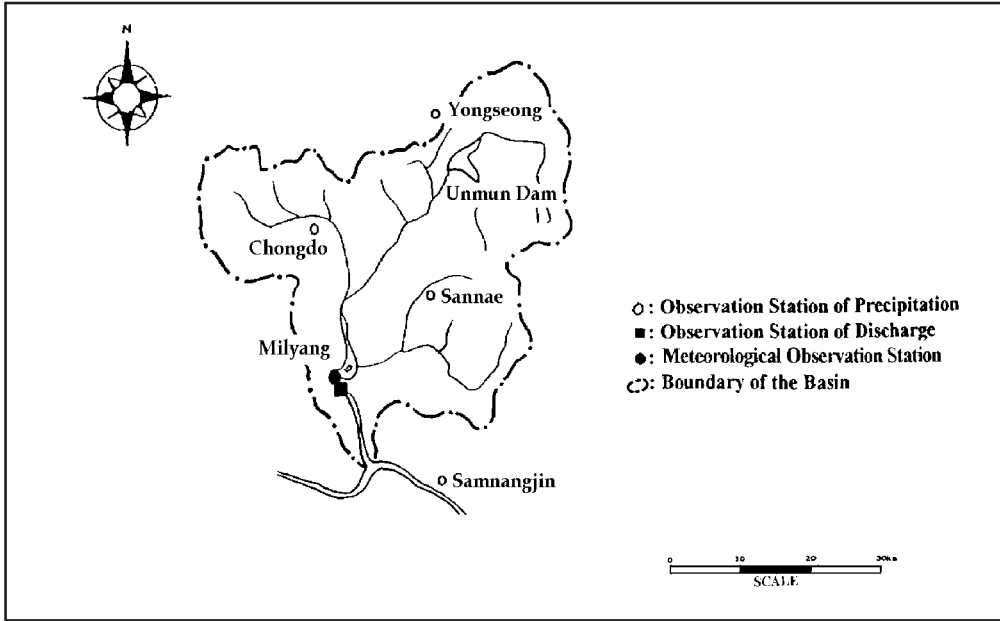 N
Yongseong
Unmun Dam
Chongdo
Sannae
Milyang
Samnangjin
: Observation Station of Precipitation
: Observation Station of Discharge
: Meteorological Observation Station
: Boundary of the Basin
0 10 20 30km
SCALE